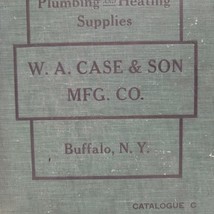 Plumbing and Heating
Supplies
W. A. CASE & SON
MFG. CO.
Buffalo, N. Y.
CATALOGUE C